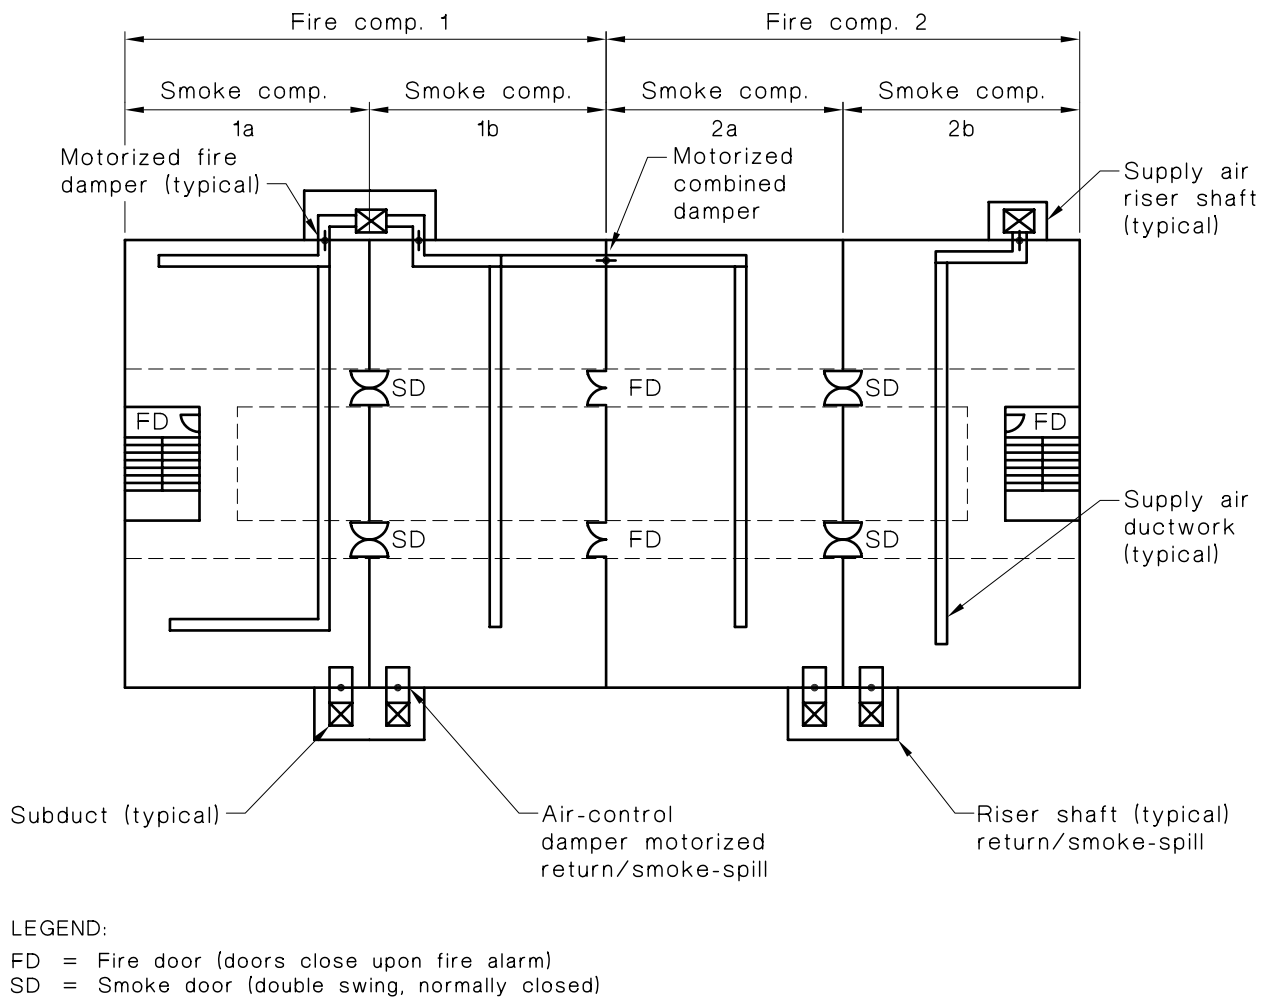 Fire comp. 1
Fire comp. 2
Smoke comp.
Smoke comp.
Smoke comp.
Smoke comp.
1a
1b
2a
2b
Motorized fire
damper (typical)
Motorized
combined
damper
Supply air
riser shaft
(typical)
SD
FD
SD
FD
FD
SD
FD
SD
Supply air
ductwork
(typical)
Subduct (typical)
Air-control
damper motorized
return/smoke-spill
Riser shaft (typical)
return/smoke-spill
LEGEND:
FD = Fire door (doors close upon fire alarm)
SD = Smoke door (double swing, normally closed)